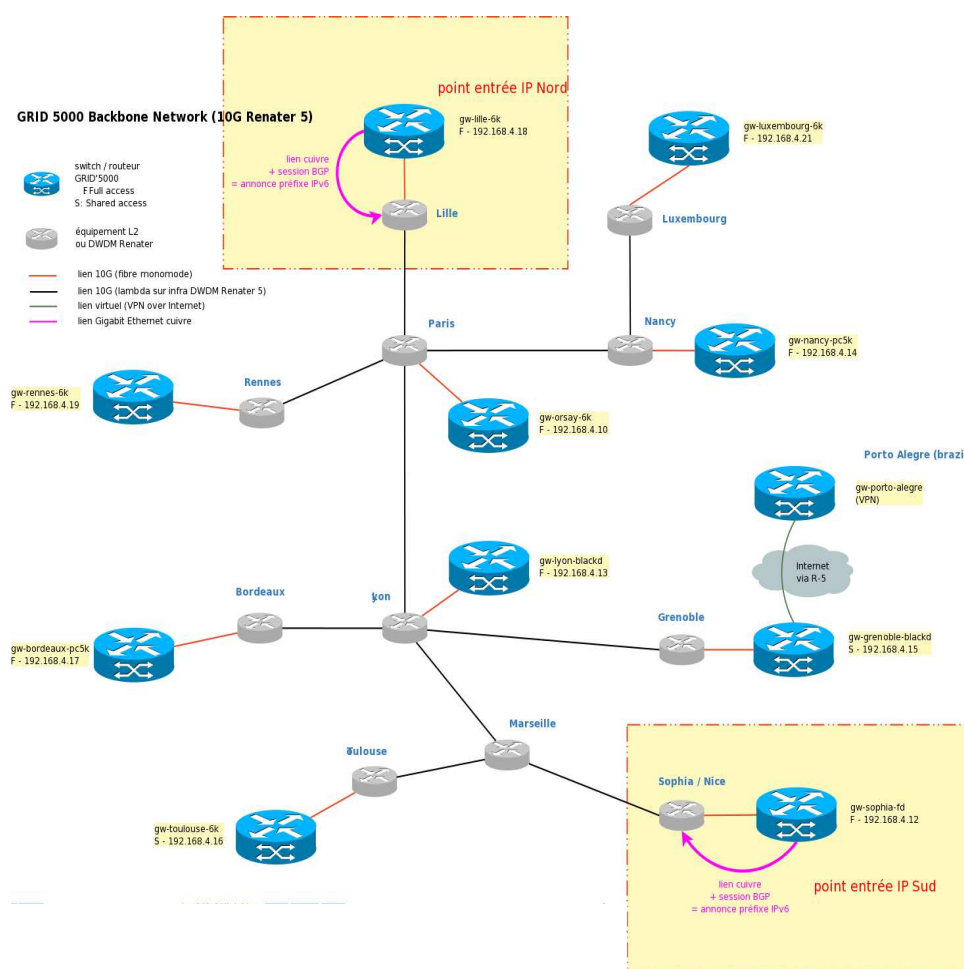 point entrée IP Nord
GRID 5000 Backbone Network (10G Renater 5)
gw-lille-6k
F - 192.168.4.18
gw-luxembourg-6k
F - 192.168.4.21
switch / routeur
GRID'5000
F Full access
S: Shared access
lien cuivre
+ session BGP
= annonce préfixe IPv6
Lille
Luxembourg
équipement L2
ou DWDM Renater
lien 10G (fibre monomode)
lien 10G (lambda sur infra DWDM Renater 5)
lien virtuel (VPN over Internet)
lien Gigabit Ethernet cuivre
Paris
Nancy
gw-nancy-pc5k
F - 192.168.4.14
Rennes
gw-rennes-6k
F - 192.168.4.19
gw-orsay-6k
F - 192.168.4.10
Porto Alegre (brazi
gw-porto-alegre
(VPN)
gw-lyon-blackd
F - 192.168.4.13
Internet
via R-5
Bordeaux
Lyon
Grenoble
gw-bordeaux-pc5k
F - 192.168.4.17
gw-grenoble-blackd
S - 192.168.4.15
Marseille
Toulouse
Sophia / Nice
gw-sophia-fd
F - 192.168.4.12
gw-toulouse-6k
S - 192.168.4.16
lien cuivre
+ session BGP
= annonce préfixe IPv6
point entrée IP Sud